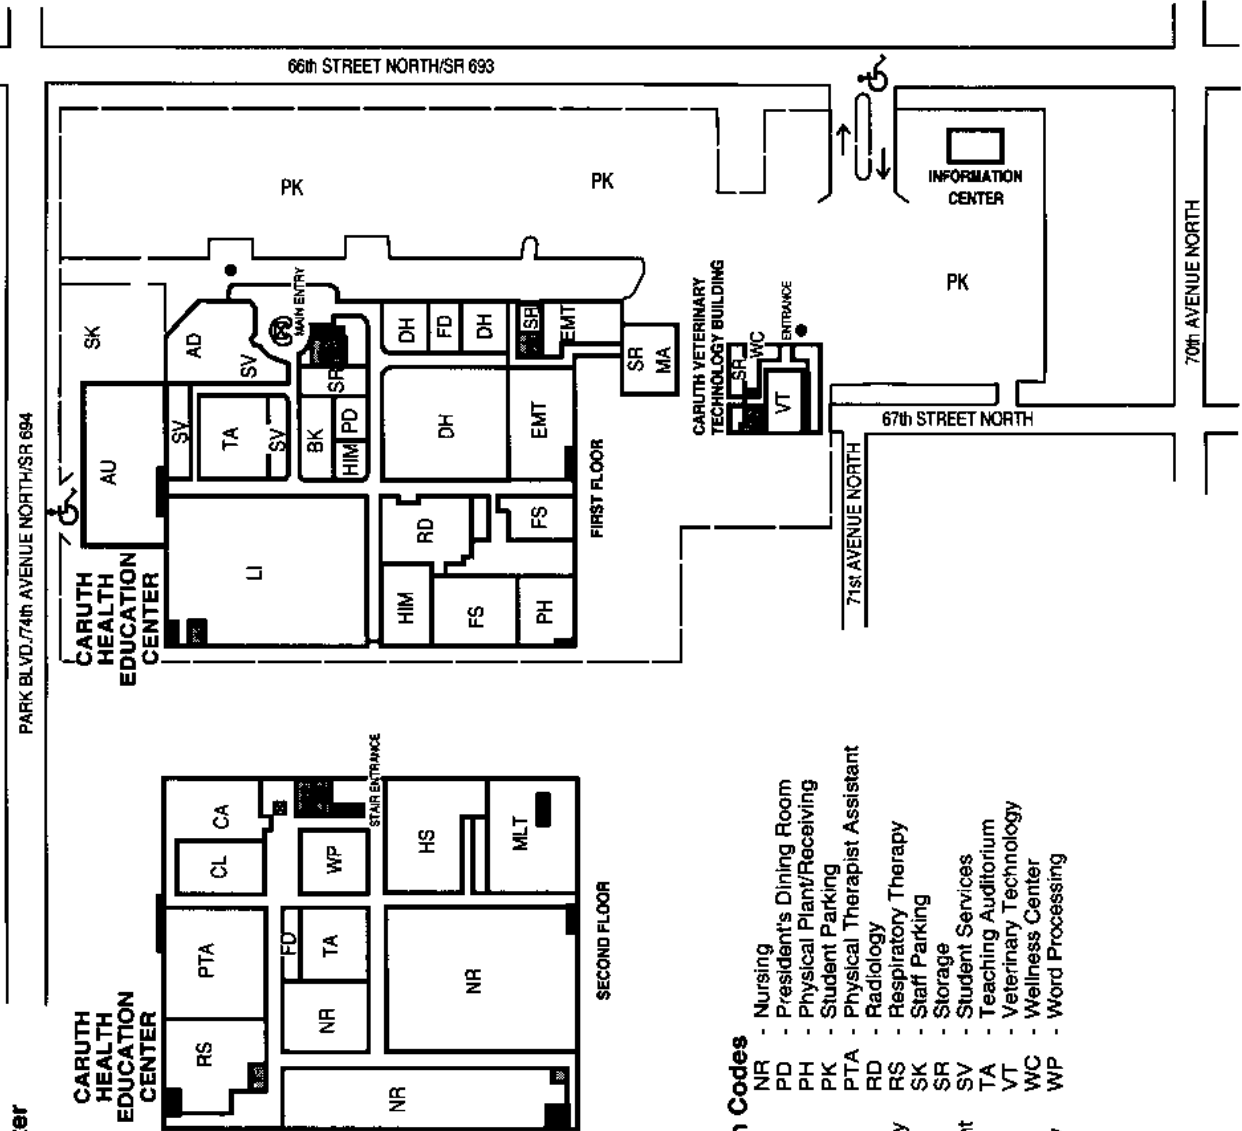 66th STREET NORTH/SR 693
PARK BLVD./74th AVENUE NORTH/SR 694
70th AVENUE NORTH
67th STREET NORTH
71st AVENUE NORTH
INFORMATION
CENTER
PK
PK
PK
SK
MAIN ENTRY
AD
SV
SV
TA
SV
AU
BK
SR
PD
HIM
DH
FD
DH
SR
EMT
SR
MA
DH
EMT
LI
RD
FS
HIM
FS
PH
FIRST FLOOR
CARUTH
HEALTH
EDUCATION
CENTER
CARUTH VETERINARY
TECHNOLOGY BUILDING
SR
WC
VT
ENTRANCE
CARUTH
HEALTH
EDUCATION
CENTER
CA
CL
STAIR ENTRANCE
WP
HS
MLT
PTA
FD
TA
NR
NR
RS
NR
SECOND FLOOR
Codes
NR - Nursing
PD - President's Dining Room
PH - Physical Plant/Receiving
PK - Student Parking
PTA - Physical Therapist Assistant
RD - Radiology
RS - Respiratory Therapy
SK - Staff Parking
SR - Storage
SV - Student Services
TA - Teaching Auditorium
VT - Veterinary Technology
WC - Wellness Center
WP - Word Processing